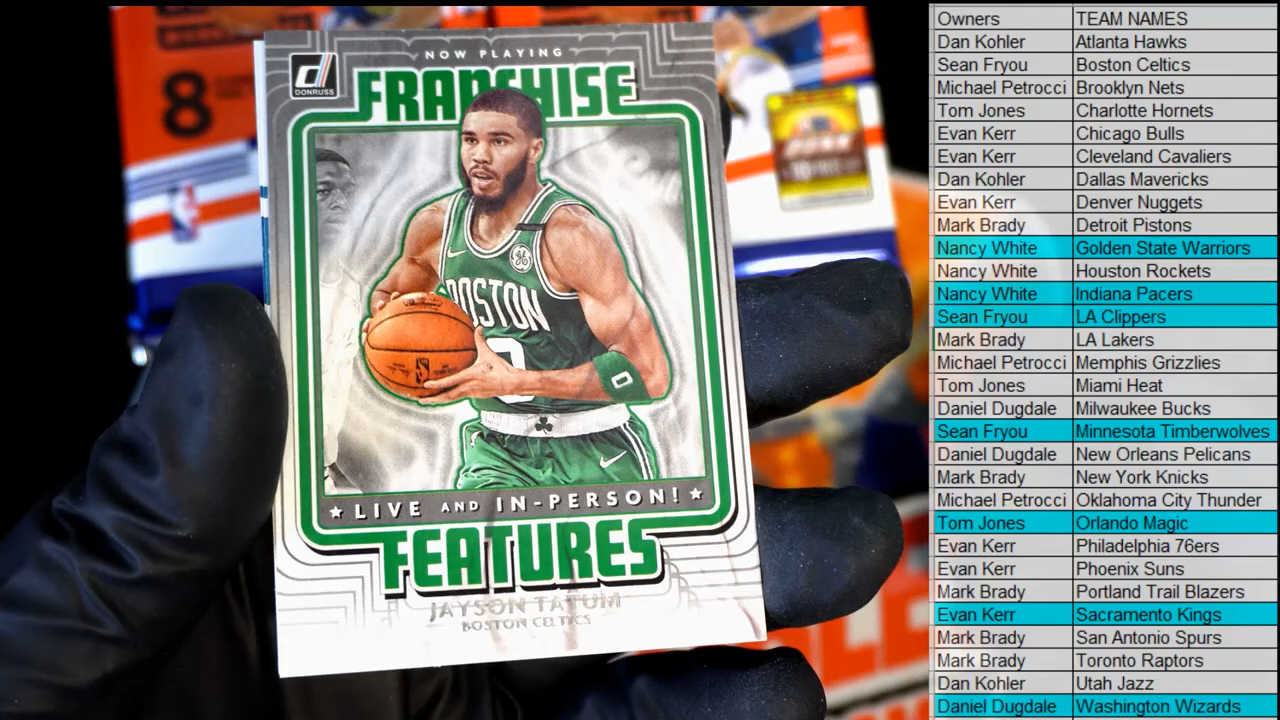 8
NOW PLAYING
DONRUSS
FRANCHISE
BOSTON
LIVE AND IN-PERSON!
FEATURES
JAYSON TATUM
BOSTON CELTICS
Owners TEAM NAMES
Dan Kohler Atlanta Hawks
Sean Fryou Boston Celtics
Michael Petrocci Brooklyn Nets
Tom Jones Charlotte Hornets
Evan Kerr Chicago Bulls
Evan Kerr Cleveland Cavaliers
Dan Kohler Dallas Mavericks
Evan Kerr Denver Nuggets
Mark Brady Detroit Pistons
Nancy White Golden State Warriors
Nancy White Houston Rockets
Nancy White Indiana Pacers
Sean Fryou LA Clippers
Mark Brady LA Lakers
Michael Petrocci Memphis Grizzlies
Tom Jones Miami Heat
Daniel Dugdale Milwaukee Bucks
Sean Fryou Minnesota Timberwolves
Daniel Dugdale New Orleans Pelicans
Mark Brady New York Knicks
Michael Petrocci Oklahoma City Thunder
Tom Jones Orlando Magic
Evan Kerr Philadelphia 76ers
Evan Kerr Phoenix Suns
Mark Brady Portland Trail Blazers
Evan Kerr Sacramento Kings
Mark Brady San Antonio Spurs
Mark Brady Toronto Raptors
Dan Kohler Utah Jazz
Daniel Dugdale Washington Wizards